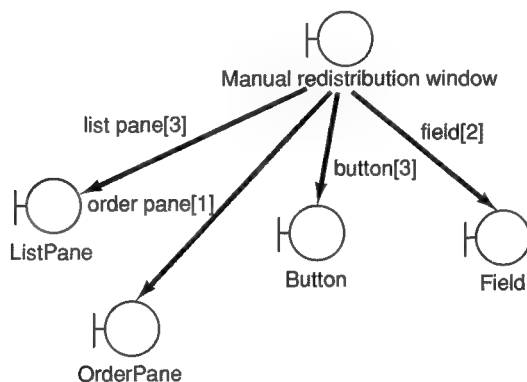 Manual redistribution window
list pane[3]
field[2]
button[3]
order pane[1]
ListPane
Button
Field
OrderPane